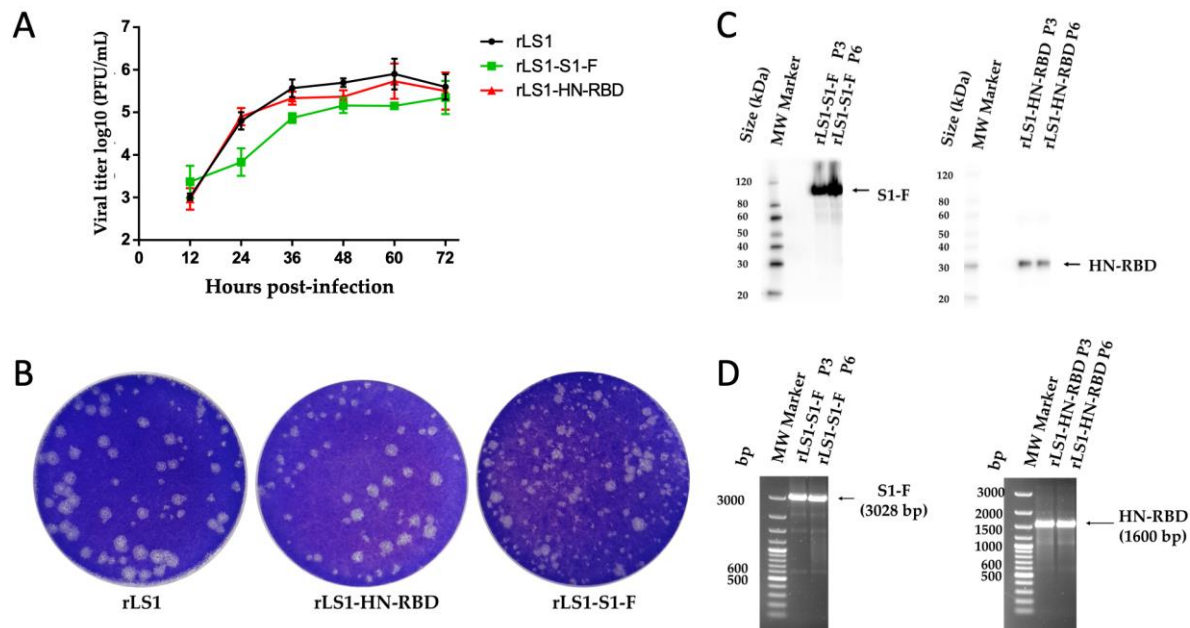 A
Viral titer log10 (PFU/mL)
7
6
5
4
3
2
0
12
24
36
48
60
72
Hours post-infection
rLS1
rLS1-S1-F
rLS1-HN-RBD
B
rLS1
rLS1-HN-RBD
rLS1-S1-F
C
Size (kDa)
MW Marker
rLS1-S1-F P3
rLS1-S1-F P6
120
80
60
50
40
30
20
S1-F
Size (kDa)
MW Marker
rLS1-HN-RBD P3
rLS1-HN-RBD P6
120
80
60
50
40
30
20
HN-RBD
D
bp
MW Marker
rLS1-S1-F P3
rLS1-S1-F P6
3000
600
500
S1-F
(3028 bp)
bp
MW Marker
rLS1-HN-RBD P3
rLS1-HN-RBD P6
3000
2000
1500
1000
600
500
HN-RBD
(1600 bp)